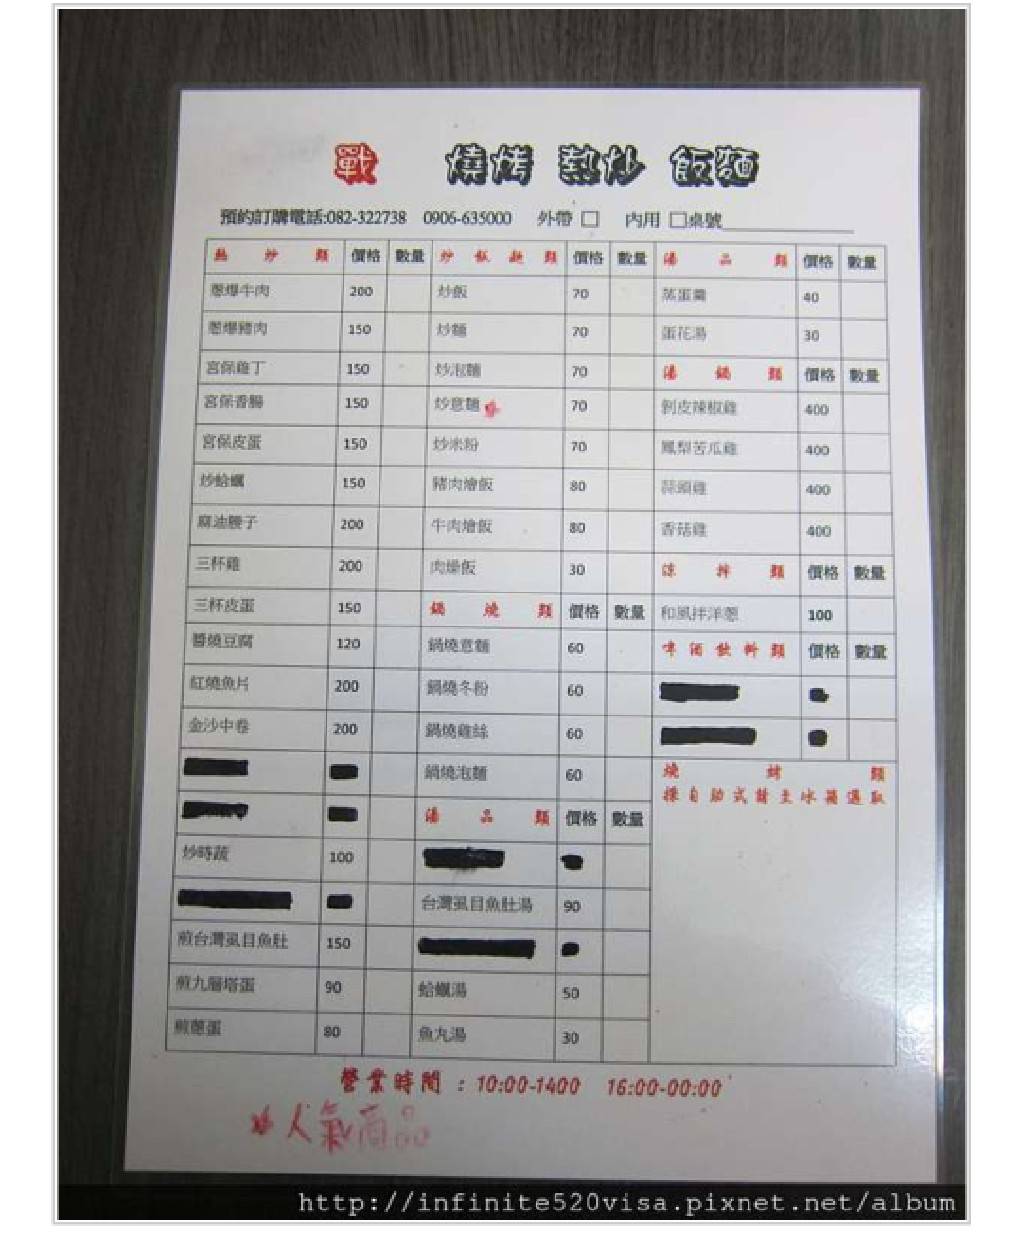 戰 燒烤 熱炒 飯麵
預約訂購電話:082-322738 0906-635000 外帶 □ 內用 □桌號
熱炒類 價格 數量
蔥爆牛肉 200
蔥爆豬肉 150
宮保雞丁 150
宮保香腸 150
宮保皮蛋 150
炒蛤蠣 150
麻油腰子 200
三杯雞 200
三杯皮蛋 150
醬燒豆腐 120
紅燒魚片 200
金沙中卷 200
炒時蔬 100
煎台灣虱目魚肚 150
煎九層塔蛋 90
煎蔥蛋 80
炒飯麵類 價格 數量
炒飯 70
炒麵 70
炒泡麵 70
炒意麵 70
炒米粉 70
豬肉燴飯 80
牛肉燴飯 80
肉燥飯 30
鍋燒類 價格 數量
鍋燒意麵 60
鍋燒冬粉 60
鍋燒雞絲 60
鍋燒泡麵 60
湯品類 價格 數量
台灣虱目魚肚湯 90
蛤蠣湯 50
魚丸湯 30
湯品類 價格 數量
蒸蛋羹 40
蛋花湯 30
湯鍋類 價格 數量
剝皮辣椒雞 400
鳳梨苦瓜雞 400
蒜頭雞 400
香菇雞 400
涼拌類 價格 數量
和風拌洋蔥 100
啤酒飲料類 價格 數量
燒烤類
採自助式請至冰箱選取
營業時間 : 10:00-1400 16:00-00:00
人氣商品
http://infinite520visa.pixnet.net/album